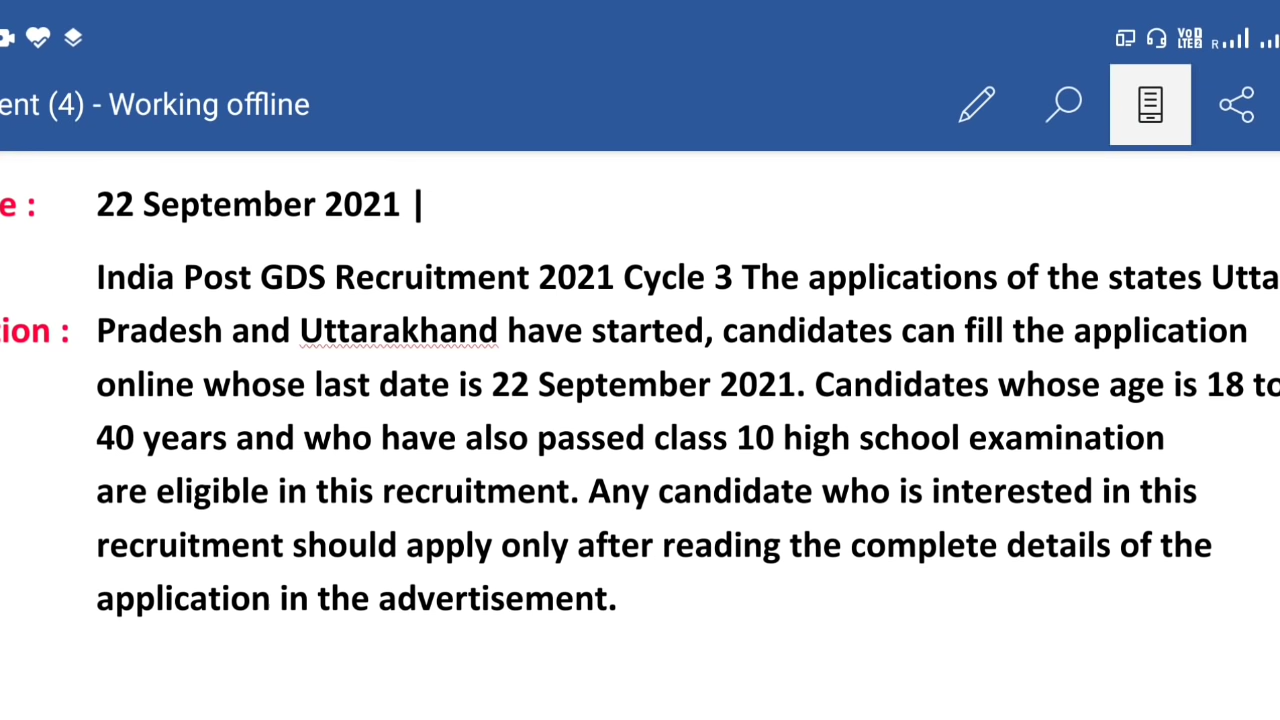 ent (4) - Working offline
e : 22 September 2021 |
India Post GDS Recruitment 2021 Cycle 3 The applications of the states Utta
tion : Pradesh and Uttarakhand have started, candidates can fill the application
online whose last date is 22 September 2021. Candidates whose age is 18 to
40 years and who have also passed class 10 high school examination
are eligible in this recruitment. Any candidate who is interested in this
recruitment should apply only after reading the complete details of the
application in the advertisement.